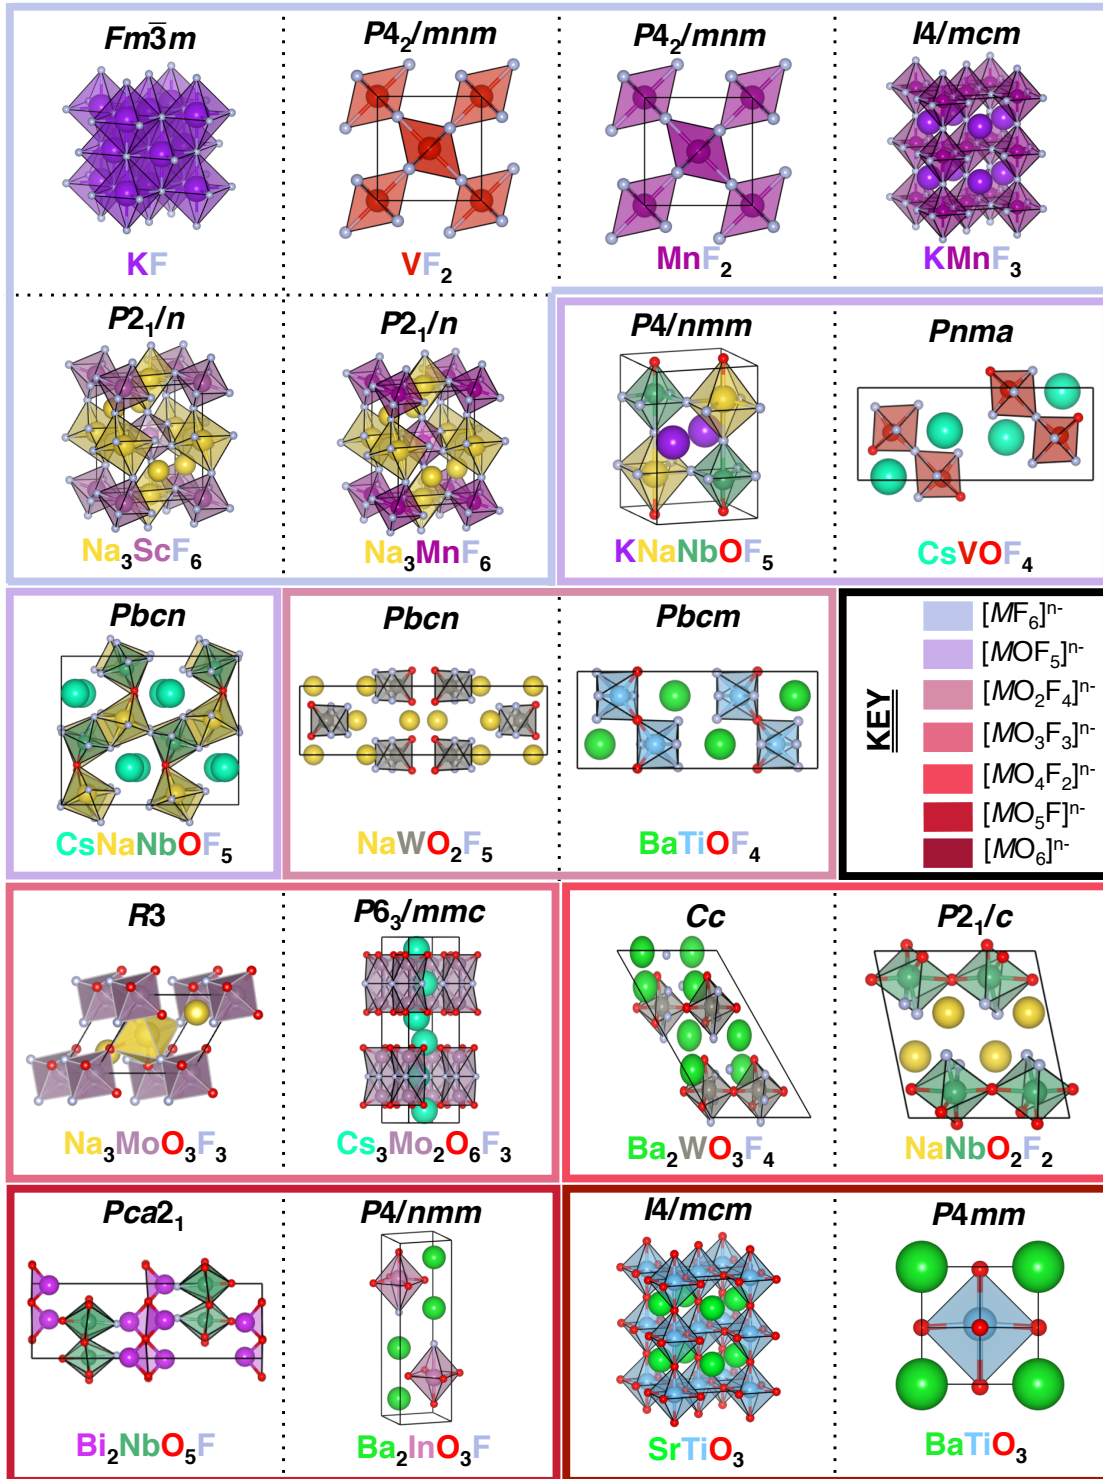 Fm3̅m P4₂/mnm P4₂/mnm I4/mcm
KF VF₂ MnF₂ KMnF₃
P2₁/n P2₁/n P4/nmm Pnma
Na₃ScF₆ Na₃MnF₆ KNaNbOF₅ CsVOF₄
Pbcn Pbcn Pbcm
CsNaNbOF₅ NaWO₂F₅ BaTiOF₄
KEY
[MF₆]ⁿ⁻
[MOF₅]ⁿ⁻
[MO₂F₄]ⁿ⁻
[MO₃F₃]ⁿ⁻
[MO₄F₂]ⁿ⁻
[MO₅F]ⁿ⁻
[MO₆]ⁿ⁻
R3 P6₃/mmc Cc P2₁/c
Na₃MoO₃F₃ Cs₃Mo₂O₆F₃ Ba₂WO₃F₄ NaNbO₂F₂
Pca2₁ P4/nmm I4/mcm P4mm
Bi₂NbO₅F Ba₂InO₃F SrTiO₃ BaTiO₃